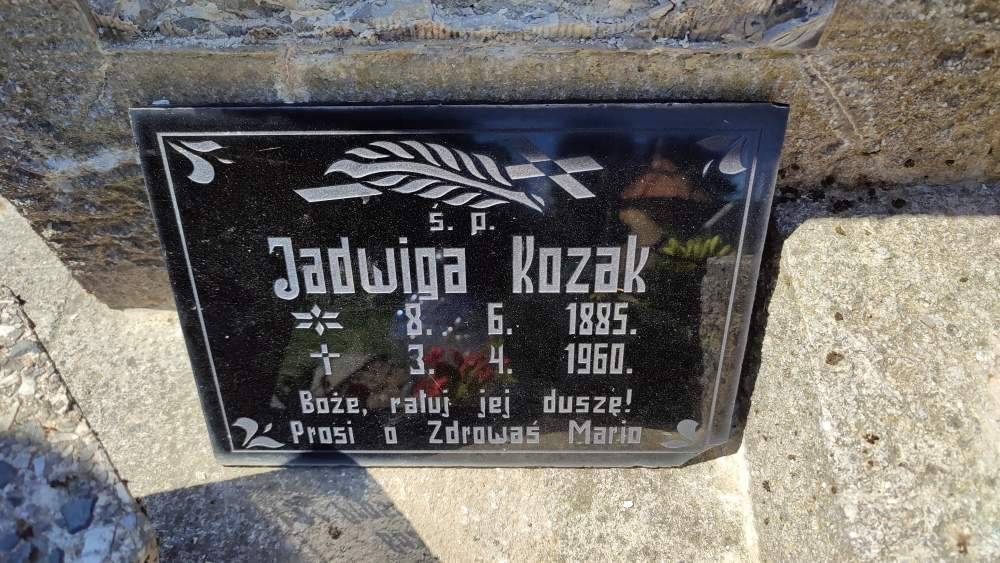 ś. p.
Jadwiga Kozak
8. 6. 1885.
3. 4. 1960.
Boże, ratuj jej duszę!
Prosi o Zdrowaś Mario